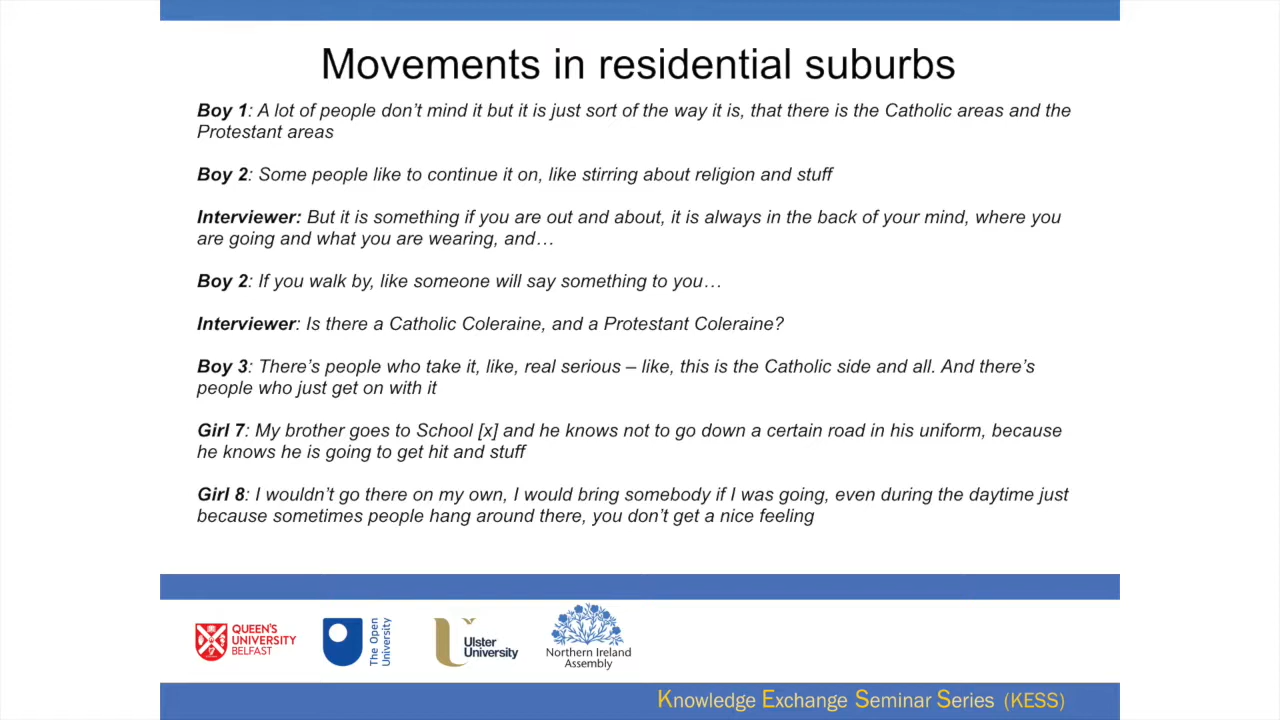 Movements in residential suburbs
Boy 1: A lot of people don’t mind it but it is just sort of the way it is, that there is the Catholic areas and the
Protestant areas
Boy 2: Some people like to continue it on, like stirring about religion and stuff
Interviewer: But it is something if you are out and about, it is always in the back of your mind, where you
are going and what you are wearing, and…
Boy 2: If you walk by, like someone will say something to you…
Interviewer: Is there a Catholic Coleraine, and a Protestant Coleraine?
Boy 3: There’s people who take it, like, real serious – like, this is the Catholic side and all. And there’s
people who just get on with it
Girl 7: My brother goes to School [x] and he knows not to go down a certain road in his uniform, because
he knows he is going to get hit and stuff
Girl 8: I wouldn’t go there on my own, I would bring somebody if I was going, even during the daytime just
because sometimes people hang around there, you don’t get a nice feeling
QUEEN'S
UNIVERSITY
BELFAST
The Open
University
Ulster
University
Northern Ireland
Assembly
Knowledge Exchange Seminar Series (KESS)